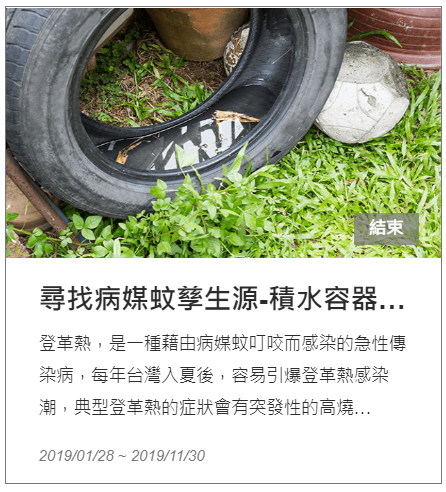 結束
尋找病媒蚊孳生源-積水容器...
登革熱，是一種藉由病媒蚊叮咬而感染的急性傳
染病，每年台灣入夏後，容易引爆登革熱感染
潮，典型登革熱的症狀會有突發性的高燒...
2019/01/28 ~ 2019/11/30